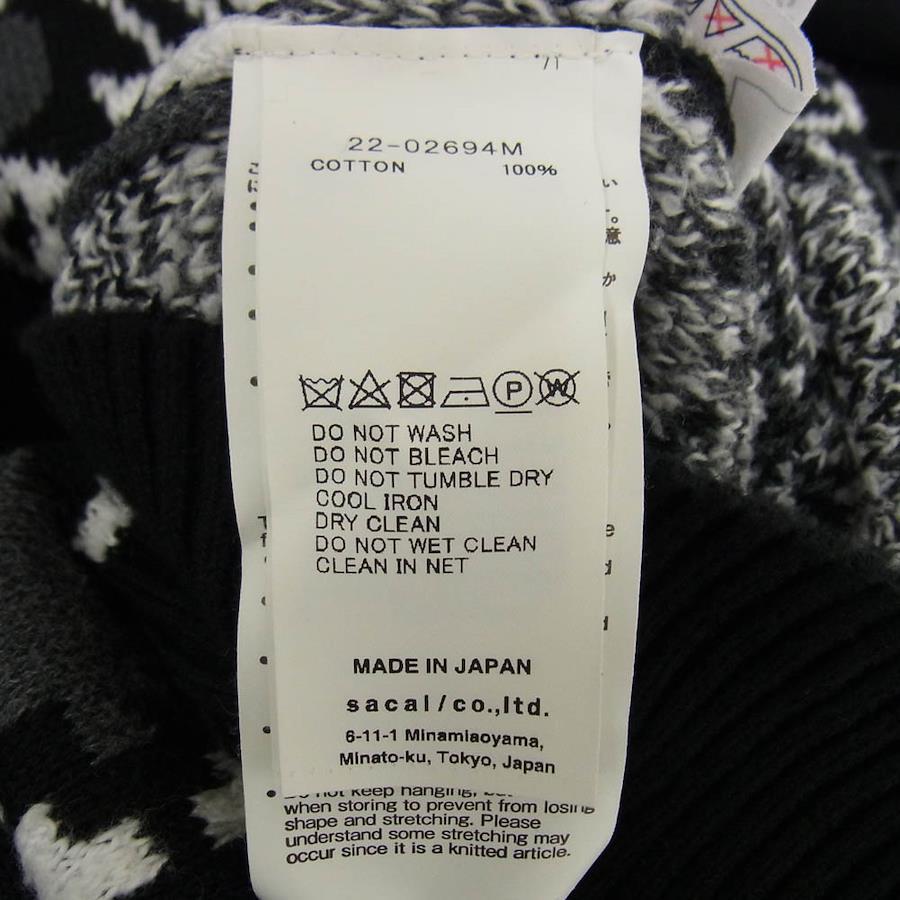 22-02694M
COTTON 100%
P W
DO NOT WASH
DO NOT BLEACH
DO NOT TUMBLE DRY
COOL IRON
DRY CLEAN
DO NOT WET CLEAN
CLEAN IN NET
MADE IN JAPAN
sacai/co.,ltd.
6-11-1 Minamiaoyama,
Minato-ku, Tokyo, Japan
not keep hanging,
when storing to prevent from losing
shape and stretching. Please
understand some stretching may
occur since it is a knitted article.